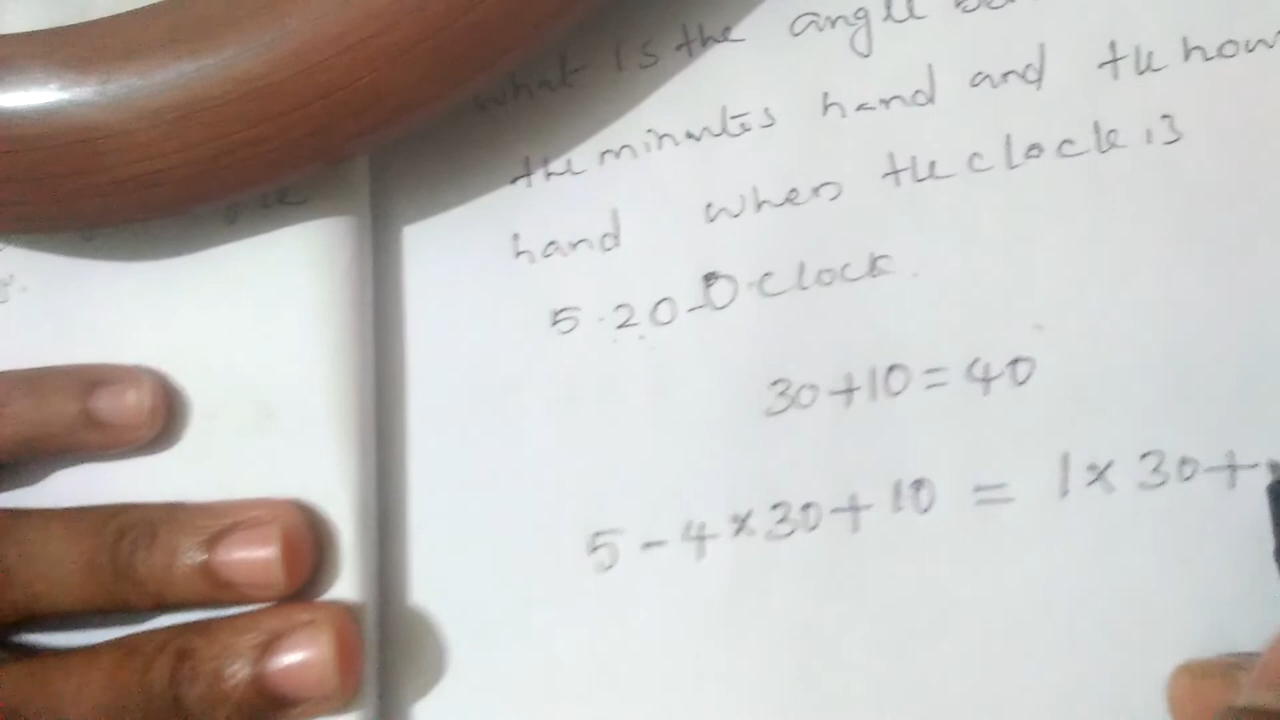 what is the angle
the minutes hand and the hour
hand when the clock is
5.20-O'clock.
30+10=40
5-4×30+10 = 1×30+